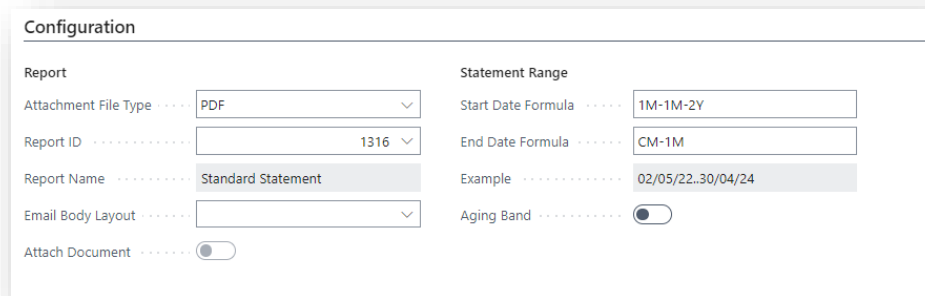 Configuration
Report
Attachment File Type PDF
Report ID 1316
Report Name Standard Statement
Email Body Layout
Attach Document
Statement Range
Start Date Formula 1M-1M-2Y
End Date Formula CM-1M
Example 02/05/22..30/04/24
Aging Band